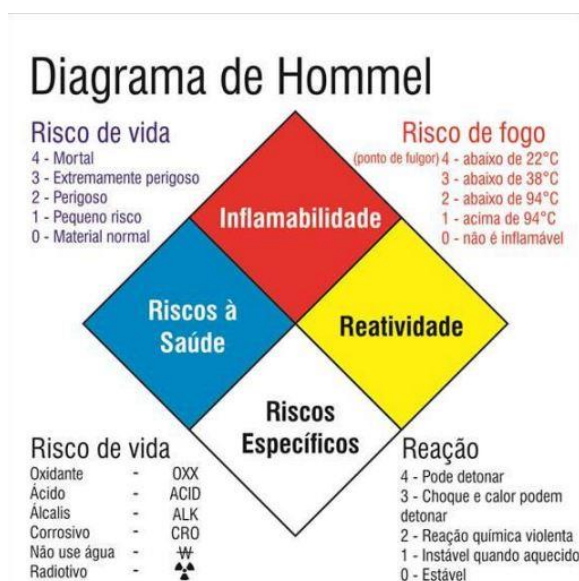 Diagrama de Hommel
Risco de vida
4 - Mortal
3 - Extremamente perigoso
2 - Perigoso
1 - Pequeno risco
0 - Material normal
Risco de fogo
(ponto de fulgor) 4 - abaixo de 22°C
3 - abaixo de 38°C
2 - abaixo de 94°C
1 - acima de 94°C
0 - não é inflamável
Inflamabilidade
Riscos à
Saúde
Reatividade
Riscos
Específicos
Risco de vida
Oxidante - OXX
Ácido - ACID
Álcalis - ALK
Corrosivo - CRO
Não use água - W
Radiotivo -
Reação
4 - Pode detonar
3 - Choque e calor podem
detonar
2 - Reação química violenta
1 - Instável quando aquecido
0 - Estável